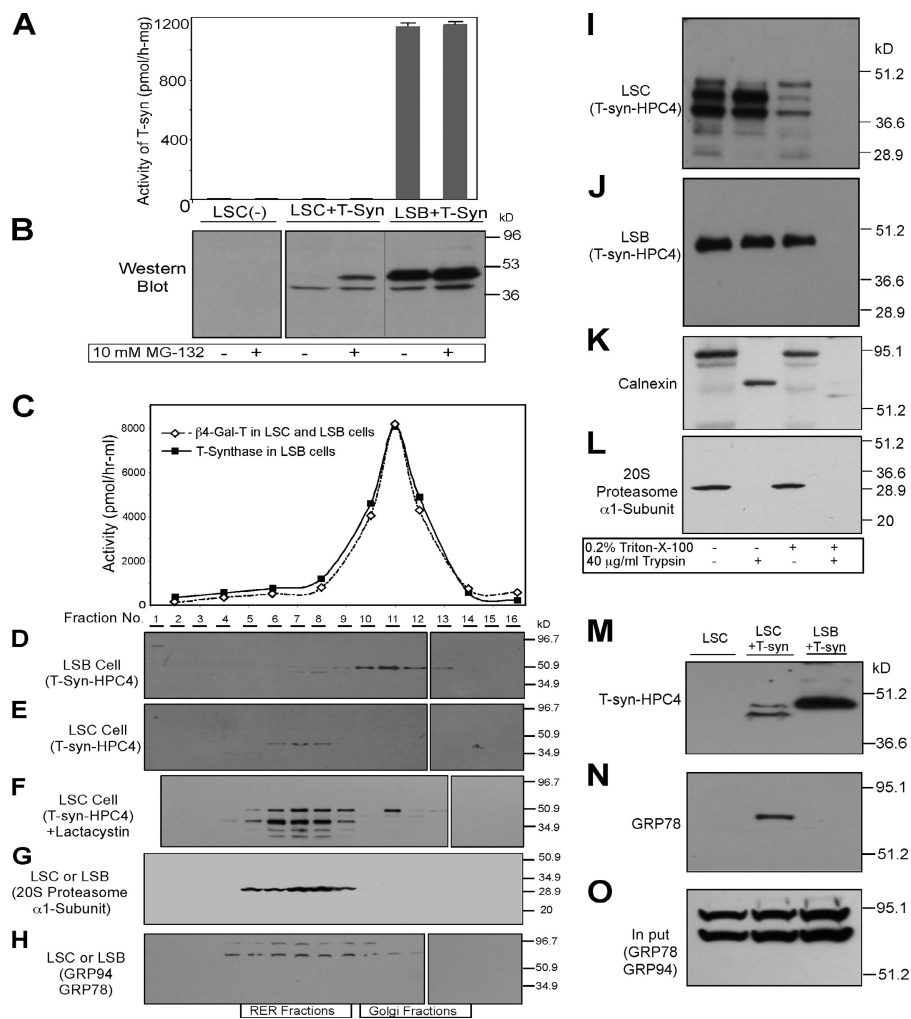 A
Activity of T-syn (pmol/h-mg)
1200
800
400
0
LSC(-)
LSC+T-Syn
LSB+T-Syn
B
Western
Blot
kD
96
53
36
10 mM MG-132 - + - + - +
C
Activity (pmol/hr-ml)
8000
6000
4000
2000
0
β4-Gal-T in LSC and LSB cells
T-Synthase in LSB cells
Fraction No. 1 2 3 4 5 6 7 8 9 10 11 12 13 14 15 16
kD
D
LSB Cell
(T-Syn-HPC4)
96.7
50.9
34.9
E
LSC Cell
(T-syn-HPC4)
96.7
50.9
34.9
F
LSC Cell
(T-syn-HPC4)
+Lactacystin
96.7
50.9
34.9
G
LSC or LSB
(20S Proteasome
α1-Subunit)
50.9
34.9
28.9
20
H
LSC or LSB
(GRP94
GRP78)
96.7
50.9
34.9
RER Fractions
Golgi Fractions
I
LSC
(T-syn-HPC4)
kD
51.2
36.6
28.9
J
LSB
(T-syn-HPC4)
51.2
36.6
28.9
K
Calnexin
95.1
51.2
L
20S
Proteasome
α1-Subunit
51.2
36.6
28.9
20
0.2% Triton-X-100 - - + +
40 µg/ml Trypsin - + - +
M
LSC
LSC
+T-syn
LSB
+T-syn
kD
T-syn-HPC4
51.2
36.6
N
GRP78
95.1
51.2
O
In put
(GRP78
GRP94)
95.1
51.2